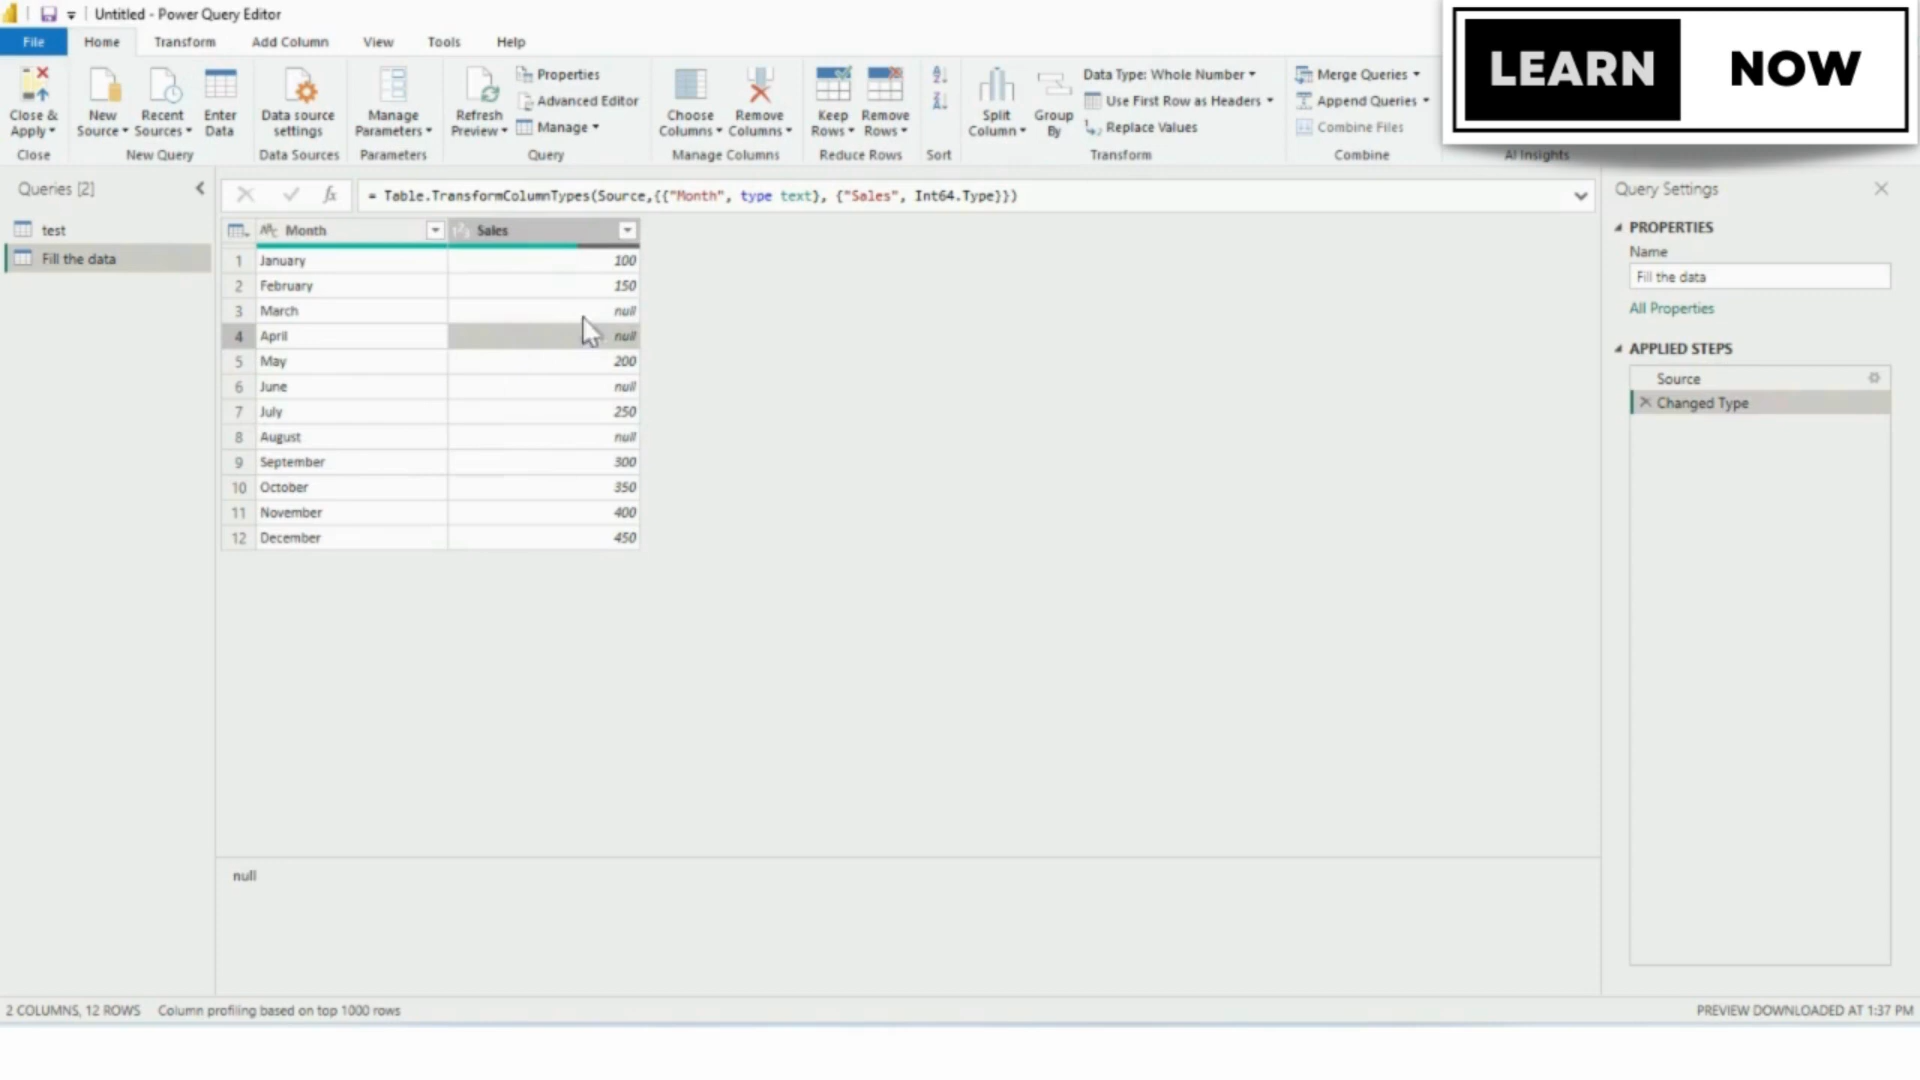 Untitled - Power Query Editor
LEARN NOW
File Home Transform Add Column View Tools Help
Close & Apply
New Source
Recent Sources
Enter Data
Data source settings
Manage Parameters
Refresh Preview
Properties
Advanced Editor
Manage
Choose Columns
Remove Columns
Keep Rows
Remove Rows
Split Column
Group By
Data Type: Whole Number
Use First Row as Headers
Replace Values
Merge Queries
Append Queries
Combine Files
Close New Query Data Sources Parameters Query Manage Columns Reduce Rows Sort Transform Combine AI Insights
Queries [2]
test
Fill the data
fx = Table.TransformColumnTypes(Source,{{"Month", type text}, {"Sales", Int64.Type}})
Month Sales
1 January 100
2 February 150
3 March null
4 April null
5 May 200
6 June null
7 July 250
8 August null
9 September 300
10 October 350
11 November 400
12 December 450
null
Query Settings
PROPERTIES
Name
Fill the data
All Properties
APPLIED STEPS
Source
Changed Type
2 COLUMNS, 12 ROWS Column profiling based on top 1000 rows
PREVIEW DOWNLOADED AT 1:37 PM